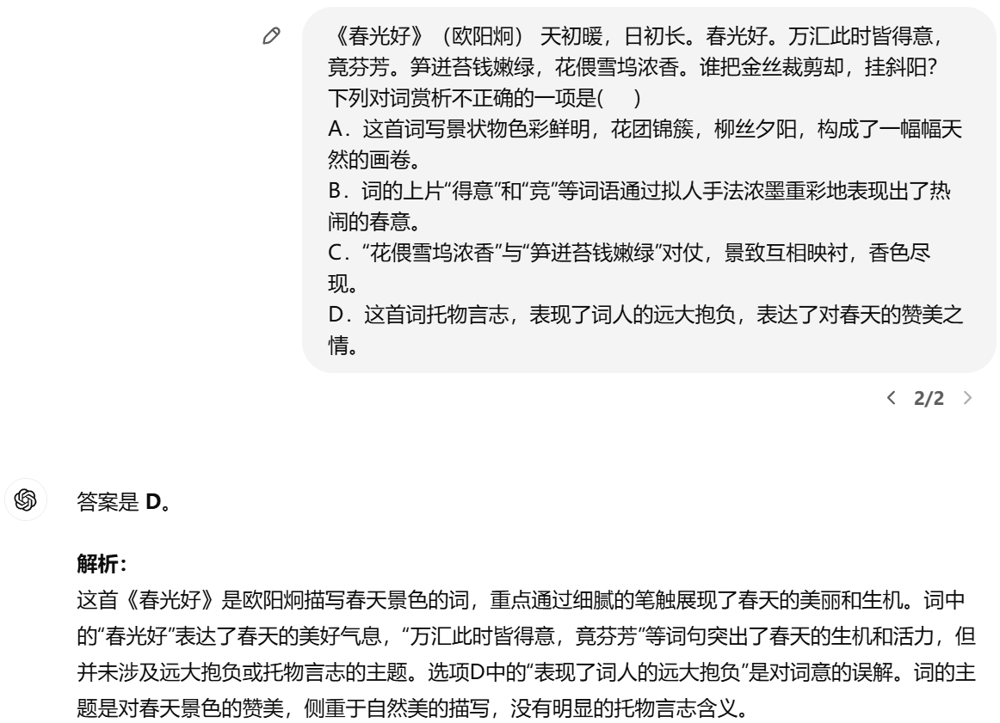 《春光好》（欧阳炯） 天初暖，日初长。春光好。万汇此时皆得意，
竟芬芳。笋迸苔钱嫩绿，花偎雪坞浓香。谁把金丝裁剪却，挂斜阳？
下列对词赏析不正确的一项是(    )
A．这首词写景状物色彩鲜明，花团锦簇，柳丝夕阳，构成了一幅幅天
然的画卷。
B．词的上片“得意”和“竞”等词语通过拟人手法浓墨重彩地表现出了热
闹的春意。
C．“花偎雪坞浓香”与“笋迸苔钱嫩绿”对仗，景致互相映衬，香色尽
现。
D．这首词托物言志，表现了词人的远大抱负，表达了对春天的赞美之
情。
2/2
答案是 D。
解析：
这首《春光好》是欧阳炯描写春天景色的词，重点通过细腻的笔触展现了春天的美丽和生机。词中
的“春光好”表达了春天的美好气息，“万汇此时皆得意，竟芬芳”等词句突出了春天的生机和活力，但
并未涉及远大抱负或托物言志的主题。选项D中的“表现了词人的远大抱负”是对词意的误解。词的主
题是对春天景色的赞美，侧重于自然美的描写，没有明显的托物言志含义。